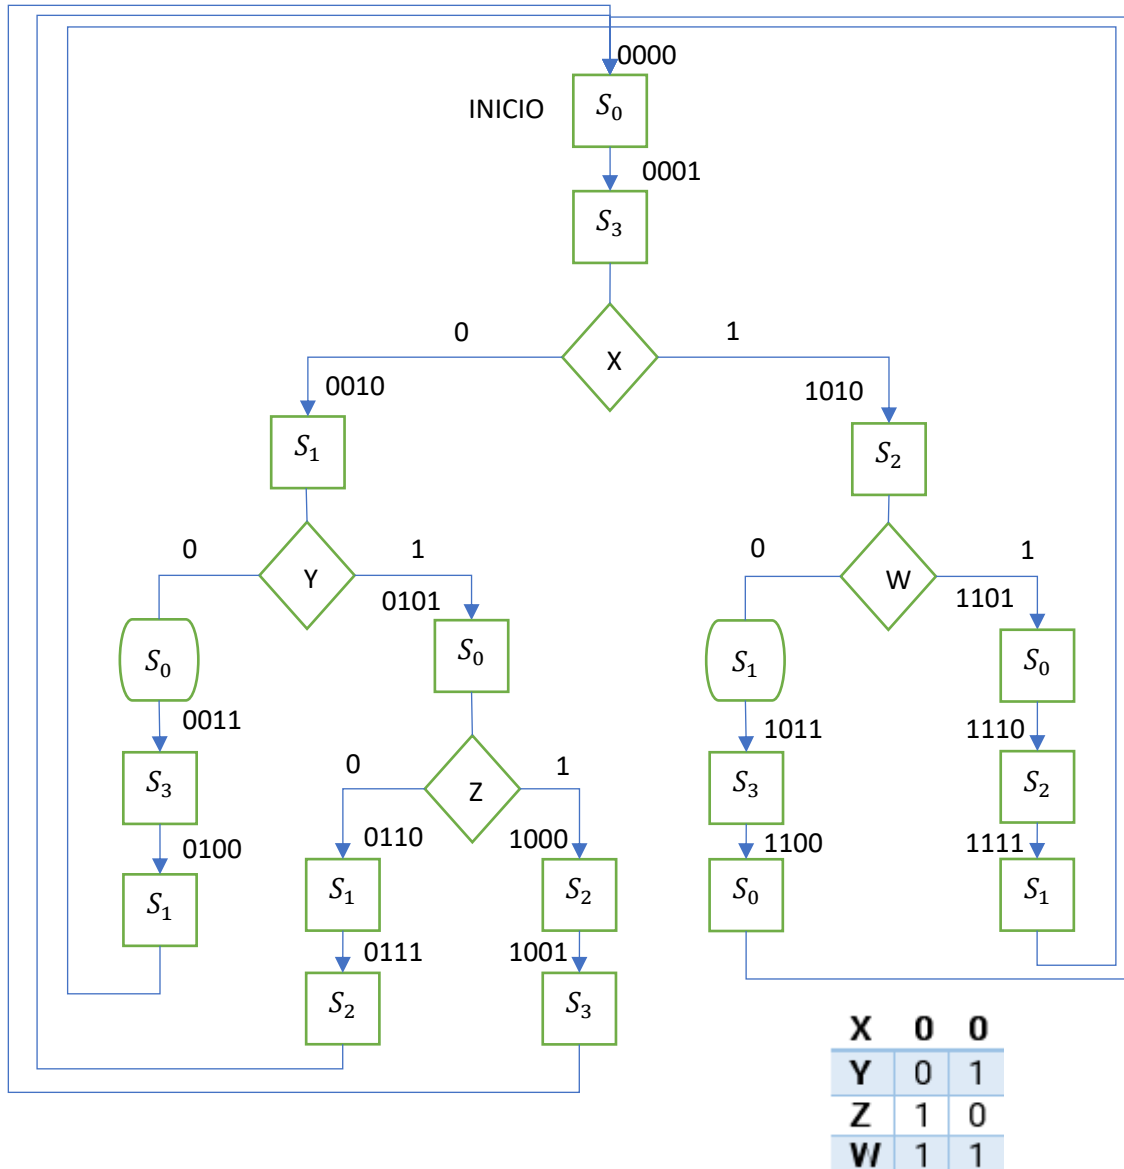 0000
INICIO S₀
0001
S₃
0 X 1
0010 1010
S₁ S₂
0 Y 1 0 W 1
0101 1101
S₀ S₀ S₁ S₀
0011 1011 1110
S₃ 0 Z 1 S₃ S₂
0100 0110 1000 1100 1111
S₁ S₁ S₂ S₀ S₁
0111 1001
S₂ S₃
X 0 0
Y 0 1
Z 1 0
W 1 1